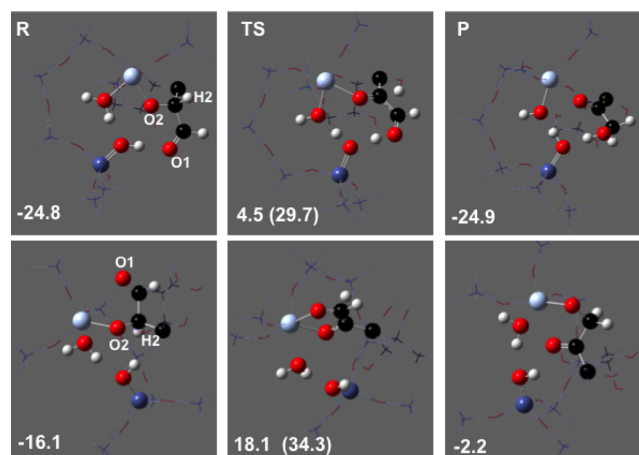 R
TS
P
H2
O2
O1
-24.8
4.5 (29.7)
-24.9
O1
O2
H2
-16.1
18.1 (34.3)
-2.2